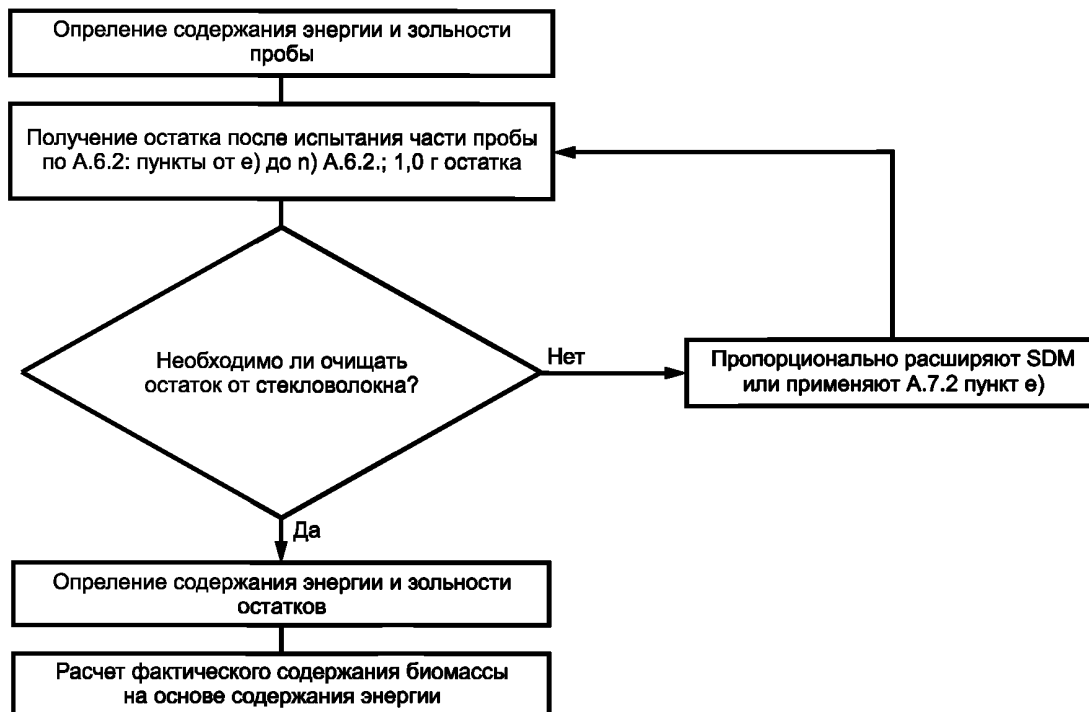 Опреление содержания энергии и зольности
пробы
Получение остатка после испытания части пробы
по А.6.2: пункты от е) до n) А.6.2.; 1,0 г остатка
Необходимо ли очищать
остаток от стекловолокна?
Нет
Пропорционально расширяют SDM
или применяют А.7.2 пункт е)
Да
Опреление содержания энергии и зольности
остатков
Расчет фактического содержания биомассы
на основе содержания энергии